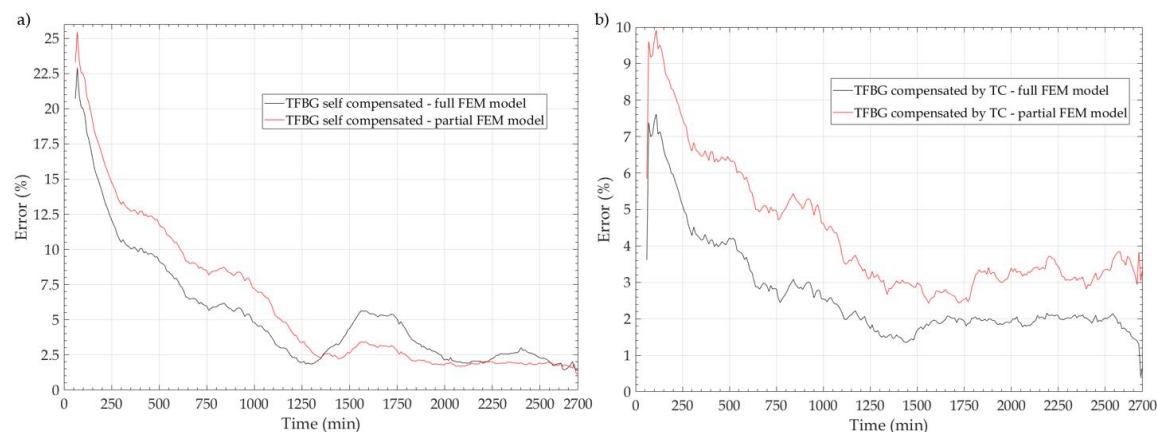 a)
25
22.5
20
17.5
15
12.5
10
7.5
5
2.5
0
Error (%)
TFBG self compensated - full FEM model
TFBG self compensated - partial FEM model
0 250 500 750 1000 1250 1500 1750 2000 2250 2500 2700
Time (min)
b)
10
9
8
7
6
5
4
3
2
1
0
Error (%)
TFBG compensated by TC - full FEM model
TFBG compensated by TC - partial FEM model
0 250 500 750 1000 1250 1500 1750 2000 2250 2500 2700
Time (min)